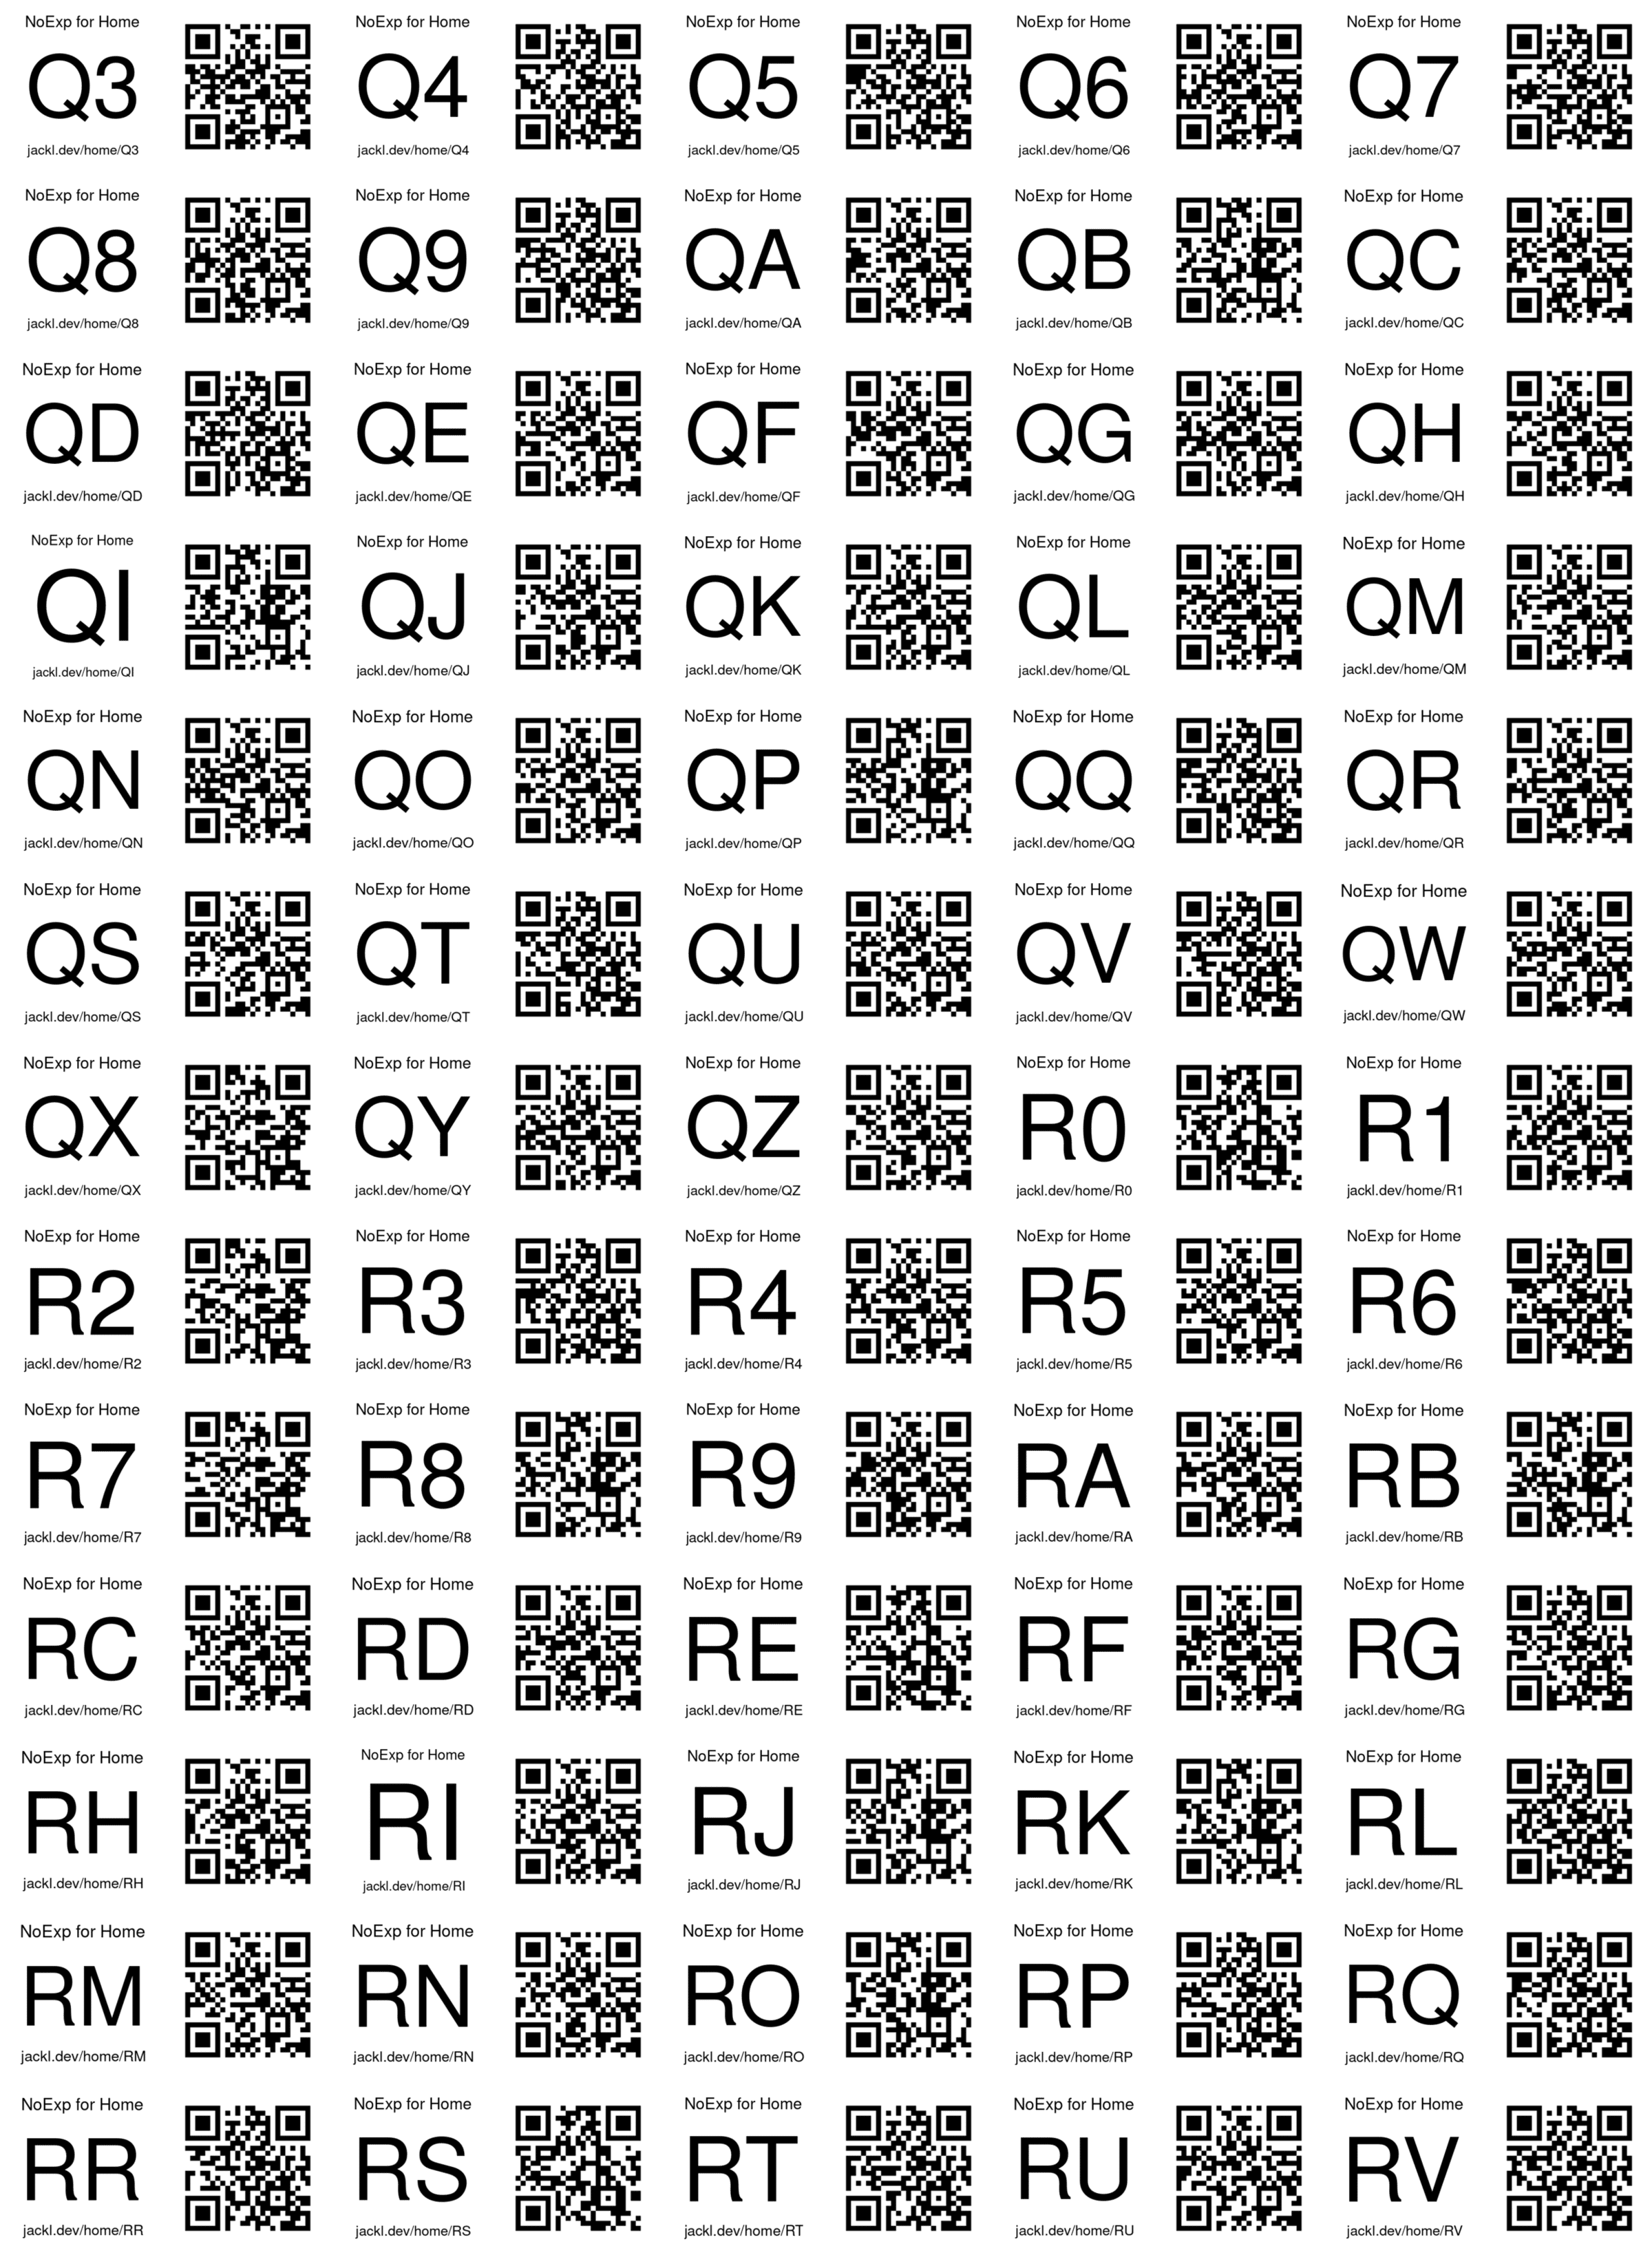 NoExp for Home
Q3
jackl.dev/home/Q3
NoExp for Home
Q4
jackl.dev/home/Q4
NoExp for Home
Q5
jackl.dev/home/Q5
NoExp for Home
Q6
jackl.dev/home/Q6
NoExp for Home
Q7
jackl.dev/home/Q7
NoExp for Home
Q8
jackl.dev/home/Q8
NoExp for Home
Q9
jackl.dev/home/Q9
NoExp for Home
QA
jackl.dev/home/QA
NoExp for Home
QB
jackl.dev/home/QB
NoExp for Home
QC
jackl.dev/home/QC
NoExp for Home
QD
jackl.dev/home/QD
NoExp for Home
QE
jackl.dev/home/QE
NoExp for Home
QF
jackl.dev/home/QF
NoExp for Home
QG
jackl.dev/home/QG
NoExp for Home
QH
jackl.dev/home/QH
NoExp for Home
QI
jackl.dev/home/QI
NoExp for Home
QJ
jackl.dev/home/QJ
NoExp for Home
QK
jackl.dev/home/QK
NoExp for Home
QL
jackl.dev/home/QL
NoExp for Home
QM
jackl.dev/home/QM
NoExp for Home
QN
jackl.dev/home/QN
NoExp for Home
QO
jackl.dev/home/QO
NoExp for Home
QP
jackl.dev/home/QP
NoExp for Home
QQ
jackl.dev/home/QQ
NoExp for Home
QR
jackl.dev/home/QR
NoExp for Home
QS
jackl.dev/home/QS
NoExp for Home
QT
jackl.dev/home/QT
NoExp for Home
QU
jackl.dev/home/QU
NoExp for Home
QV
jackl.dev/home/QV
NoExp for Home
QW
jackl.dev/home/QW
NoExp for Home
QX
jackl.dev/home/QX
NoExp for Home
QY
jackl.dev/home/QY
NoExp for Home
QZ
jackl.dev/home/QZ
NoExp for Home
R0
jackl.dev/home/R0
NoExp for Home
R1
jackl.dev/home/R1
NoExp for Home
R2
jackl.dev/home/R2
NoExp for Home
R3
jackl.dev/home/R3
NoExp for Home
R4
jackl.dev/home/R4
NoExp for Home
R5
jackl.dev/home/R5
NoExp for Home
R6
jackl.dev/home/R6
NoExp for Home
R7
jackl.dev/home/R7
NoExp for Home
R8
jackl.dev/home/R8
NoExp for Home
R9
jackl.dev/home/R9
NoExp for Home
RA
jackl.dev/home/RA
NoExp for Home
RB
jackl.dev/home/RB
NoExp for Home
RC
jackl.dev/home/RC
NoExp for Home
RD
jackl.dev/home/RD
NoExp for Home
RE
jackl.dev/home/RE
NoExp for Home
RF
jackl.dev/home/RF
NoExp for Home
RG
jackl.dev/home/RG
NoExp for Home
RH
jackl.dev/home/RH
NoExp for Home
RI
jackl.dev/home/RI
NoExp for Home
RJ
jackl.dev/home/RJ
NoExp for Home
RK
jackl.dev/home/RK
NoExp for Home
RL
jackl.dev/home/RL
NoExp for Home
RM
jackl.dev/home/RM
NoExp for Home
RN
jackl.dev/home/RN
NoExp for Home
RO
jackl.dev/home/RO
NoExp for Home
RP
jackl.dev/home/RP
NoExp for Home
RQ
jackl.dev/home/RQ
NoExp for Home
RR
jackl.dev/home/RR
NoExp for Home
RS
jackl.dev/home/RS
NoExp for Home
RT
jackl.dev/home/RT
NoExp for Home
RU
jackl.dev/home/RU
NoExp for Home
RV
jackl.dev/home/RV